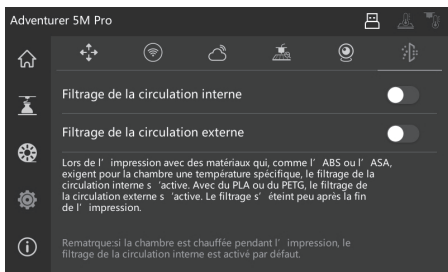 Adventurer 5M Pro
Filtrage de la circulation interne
Filtrage de la circulation externe
Lors de l' impression avec des matériaux qui, comme l' ABS ou l' ASA,
exigent pour la chambre une température spécifique, le filtrage de la
circulation interne s 'active. Avec du PLA ou du PETG, le filtrage de
la circulation externe s 'active. Le filtrage s' éteint peu après la fin
de l' impression.
Rematrque:si la chambre est chauffée pendant l' impression, le
filtrage de la circulation interne est activé par défaut.